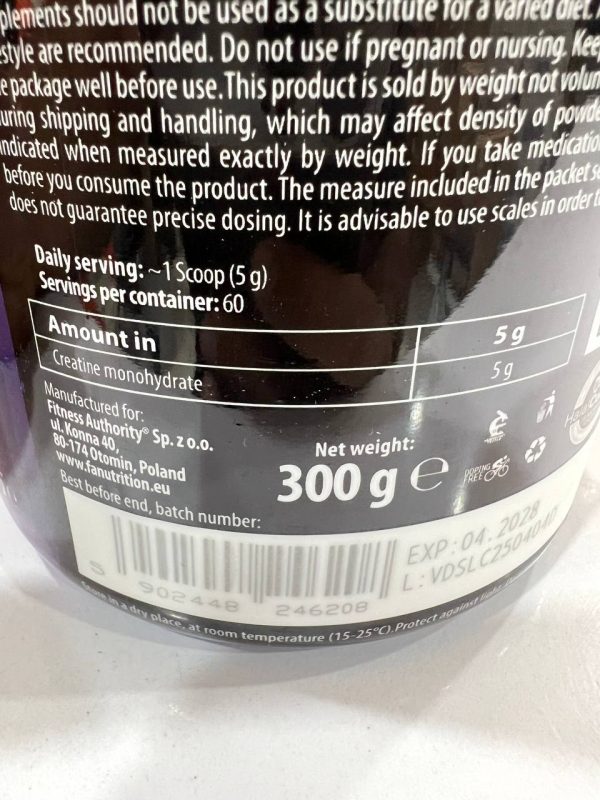 plements should not be used as a substitute for a varied diet.
style are recommended. Do not use if pregnant or nursing. Kee
e package well before use. This product is sold by weight not volum
uring shipping and handling, which may affect density of powde
indicated when measured exactly by weight. If you take medicatio
before you consume the product. The measure included in the packet s
does not guarantee precise dosing. It is advisable to use scales in order t
Daily serving: ~1 Scoop (5 g)
Servings per container: 60
Amount in 5 g
Creatine monohydrate 5 g
Manufactured for:
Fitness Authority® Sp. z o.o.
ul. Konna 40,
80-174 Otomin, Poland
www.fanutrition.eu
Best before end, batch number:
Net weight:
300 g ℮
DOPING
FREE
EXP: 04. 2028
L: VDSLC2504040
5 902448 246208
Store in a dry place, at room temperature (15-25°C). Protect against light.